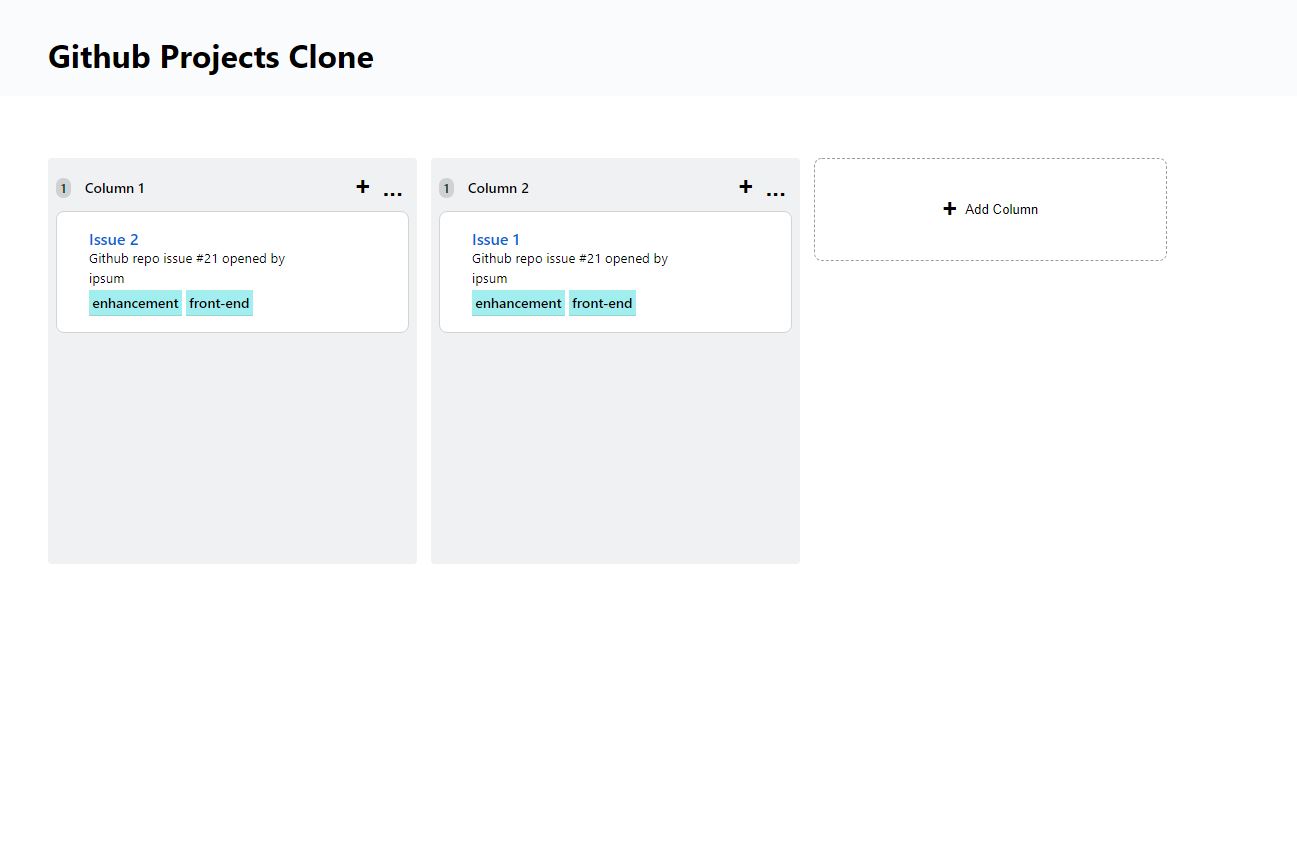 Github Projects Clone
1 Column 1 + ...
Issue 2
Github repo issue #21 opened by
ipsum
enhancement front-end
1 Column 2 + ...
Issue 1
Github repo issue #21 opened by
ipsum
enhancement front-end
+ Add Column